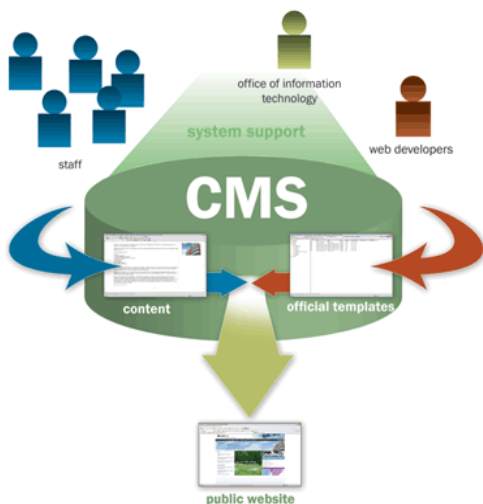 office of information
technology
system support
staff
web developers
CMS
content
official templates
public website